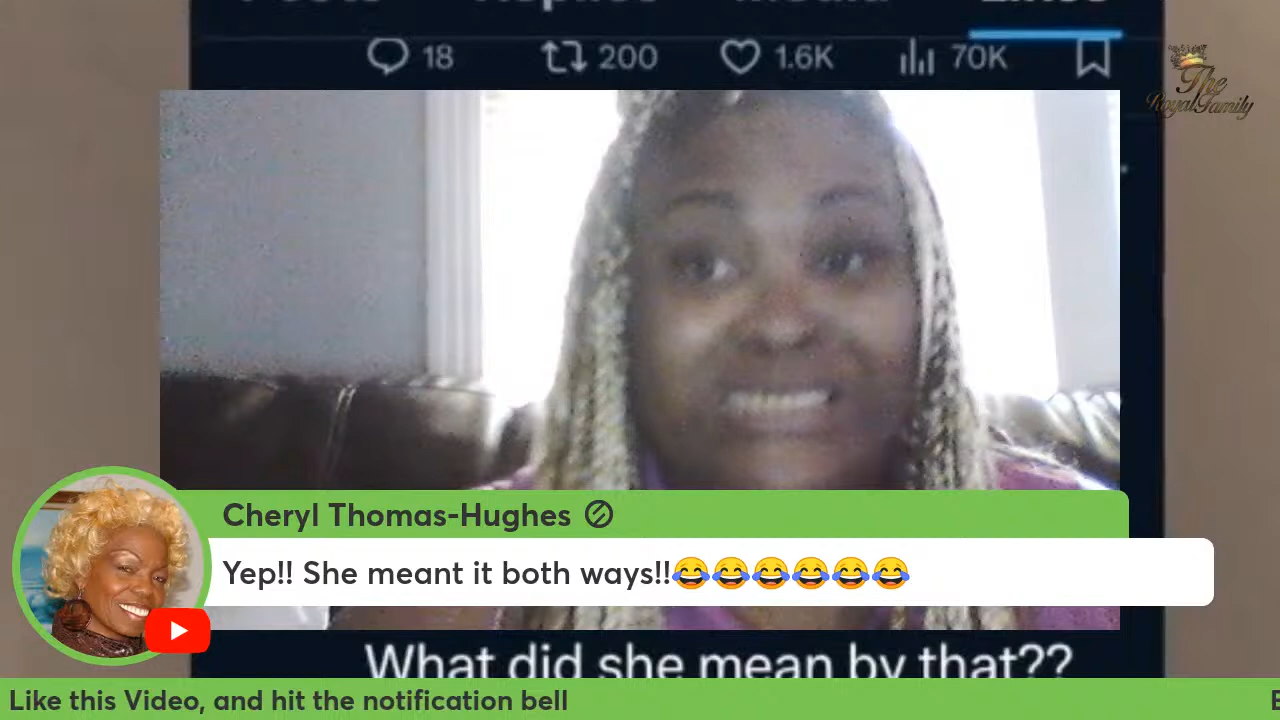 Likes
18 200 1.6K 70K
The
Royal Family
Cheryl Thomas-Hughes
Yep!! She meant it both ways!!😂😂😂😂😂😂
What did she mean by that??
Like this Video, and hit the notification bell